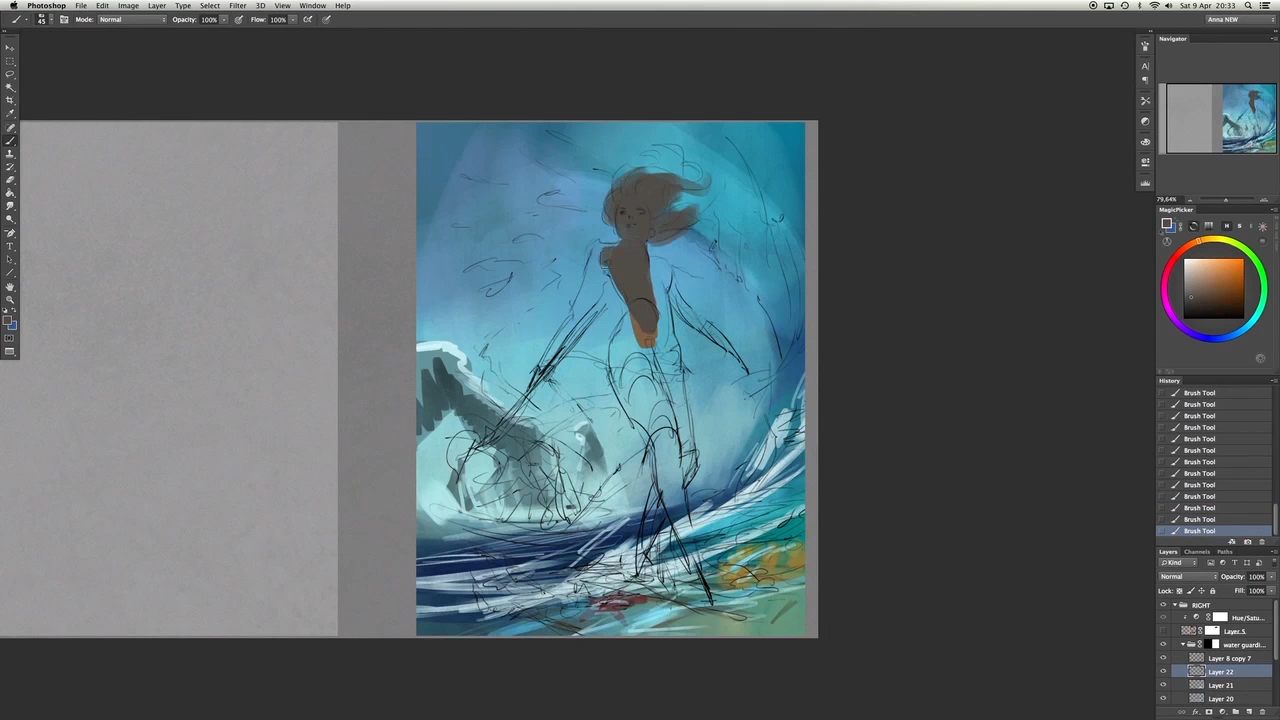 Photoshop File Edit Image Layer Type Select Filter 3D View Window Help Sat 9 Apr 20:33
45 Mode: Normal Opacity: 100% Flow: 100% Anna NEW
Navigator
79,64%
MagicPicker
H S
History
Brush Tool
Brush Tool
Brush Tool
Brush Tool
Brush Tool
Brush Tool
Brush Tool
Brush Tool
Brush Tool
Brush Tool
Brush Tool
Brush Tool
Brush Tool
Layers Channels Paths
Kind
Normal Opacity: 100%
Lock: Fill: 100%
RIGHT
Hue/Satu...
Layer 5
water guardi...
Layer 8 copy 7
Layer 22
Layer 21
Layer 20